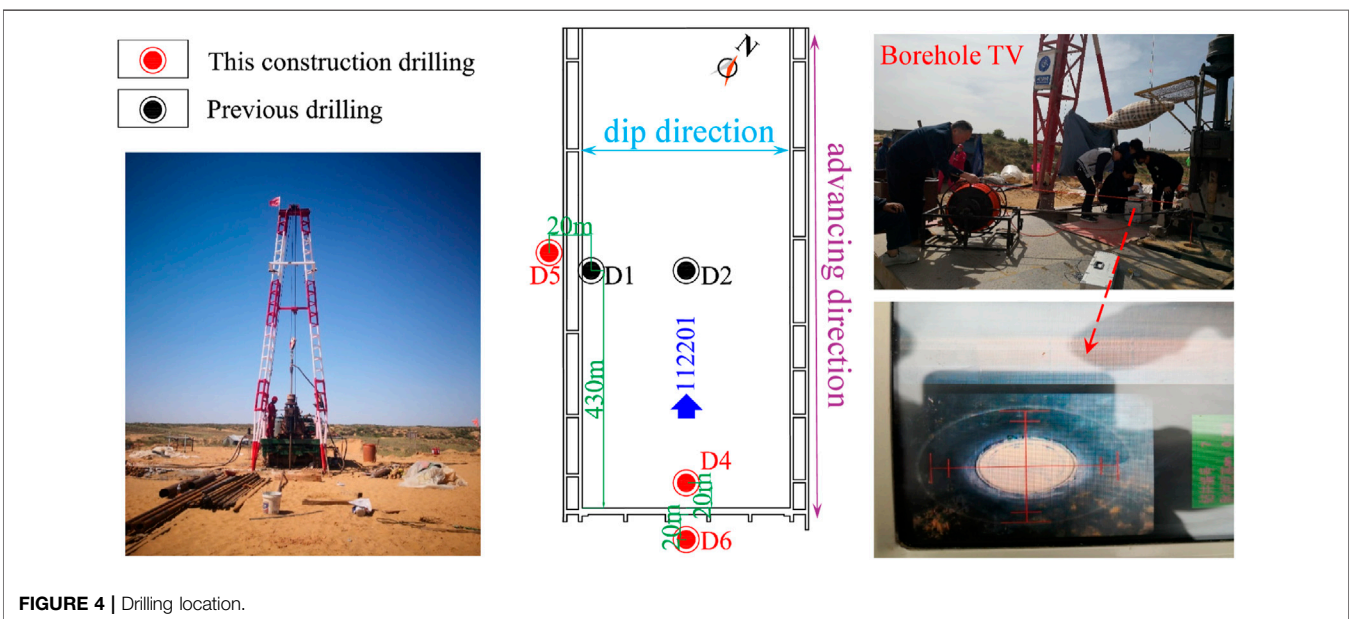 This construction drilling
Previous drilling
N
dip direction
advancing direction
20m
D5
D1
D2
430m
112201
D4
20m
20m
D6
Borehole TV
FIGURE 4 | Drilling location.